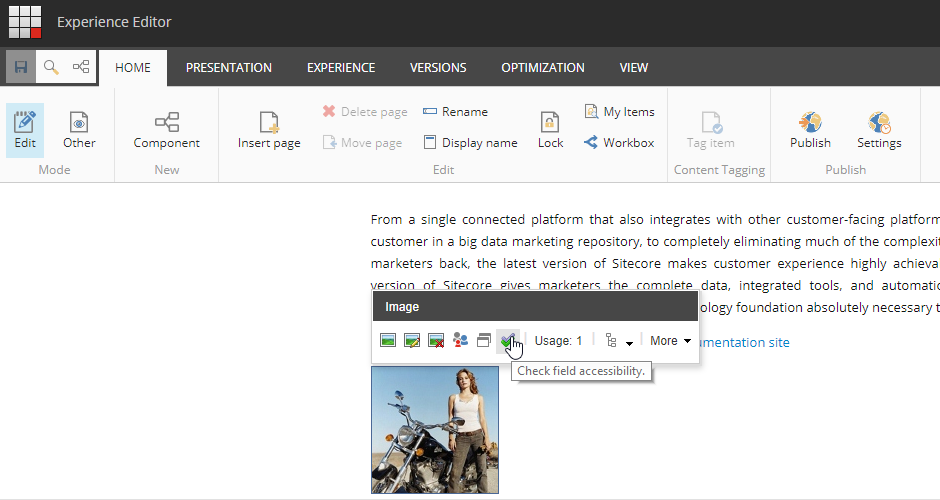 Experience Editor
HOME PRESENTATION EXPERIENCE VERSIONS OPTIMIZATION VIEW
Delete page Rename My Items
Edit Other Component Insert page Move page Display name Lock Workbox Tag item Publish Settings
Mode New Edit Content Tagging Publish
From a single connected platform that also integrates with other customer-facing platform
customer in a big data marketing repository, to completely eliminating much of the complexit
marketers back, the latest version of Sitecore makes customer experience highly achieva
version of Sitecore gives marketers the complete data, integrated tools, and automatic
Image
ology foundation absolutely necessary t
Usage: 1 More
umentation site
Check field accessibility.